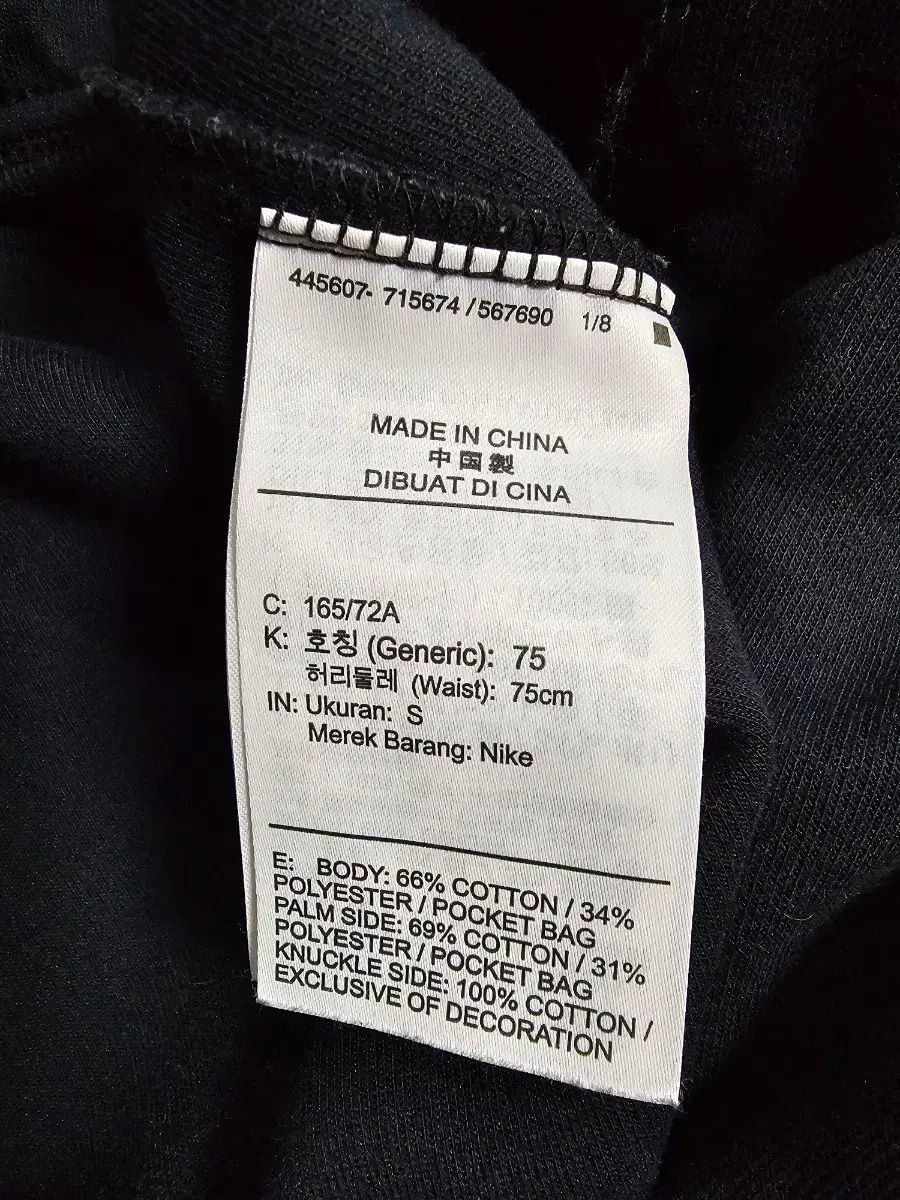 445607- 715674 / 567690 1/8
MADE IN CHINA
中国製
DIBUAT DI CINA
C: 165/72A
K: 호칭 (Generic): 75
허리둘레 (Waist): 75cm
IN: Ukuran: S
Merek Barang: Nike
E: BODY: 66% COTTON / 34%
POLYESTER / POCKET BAG
PALM SIDE: 69% COTTON / 31%
POLYESTER / POCKET BAG
KNUCKLE SIDE: 100% COTTON /
EXCLUSIVE OF DECORATION